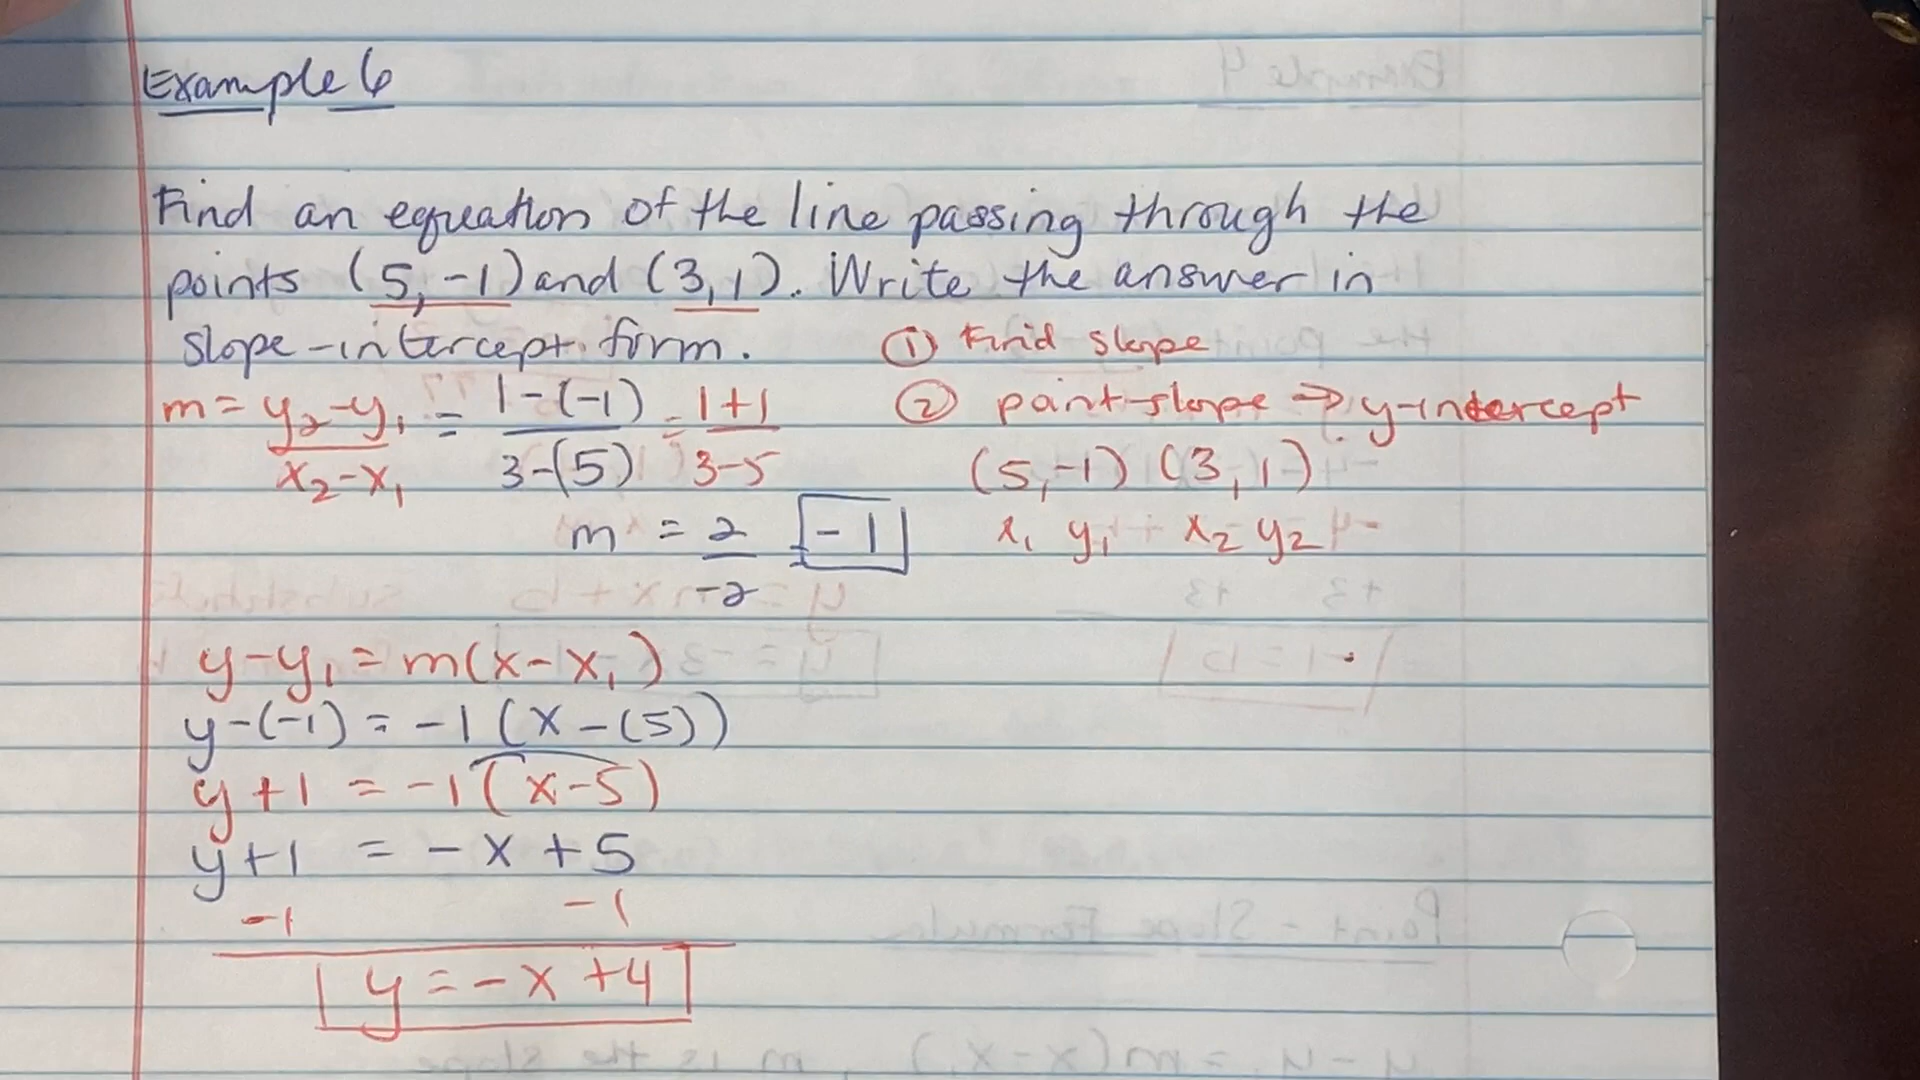 Example 6
Find an equation of the line passing through the
points (5, -1) and (3, 1). Write the answer in
slope-intercept form.
① Find slope
m = y₂-y₁/x₂-x₁ = 1-(-1)/3-(5) = 1+1/3-5
② point-slope → y-intercept
(5, -1) (3, 1)
x₁ y₁ x₂ y₂
m = 2/-2 = -1
y-y₁ = m(x-x₁)
y-(-1) = -1(x-(5))
y+1 = -1(x-5)
y+1 = -x+5
-1 -1
y = -x+4